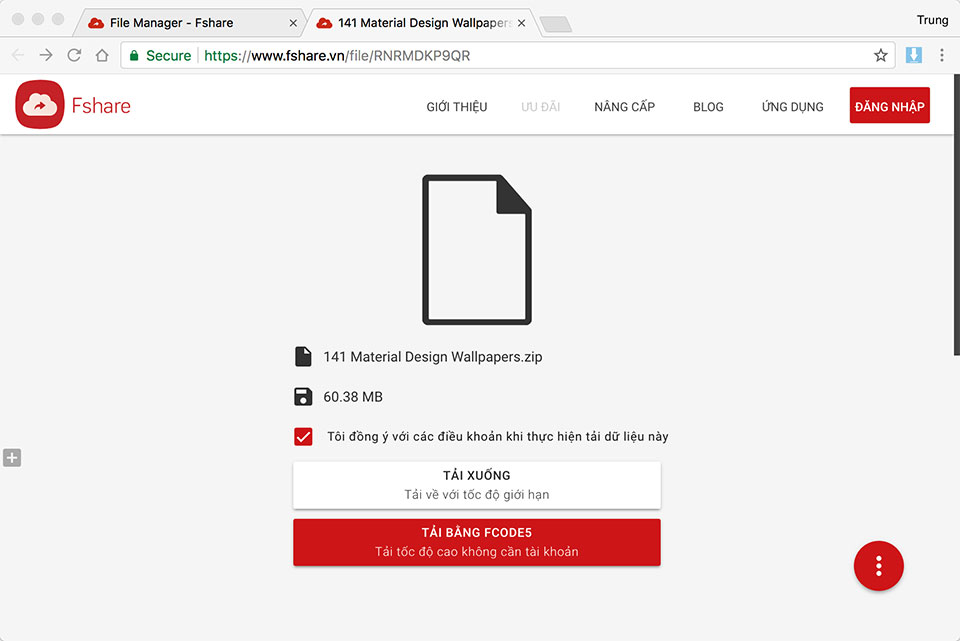 File Manager - Fshare
141 Material Design Wallpapers
Trung
Secure https://www.fshare.vn/file/RNRMDKP9QR
Fshare
GIỚI THIỆU ƯU ĐÃI NÂNG CẤP BLOG ỨNG DỤNG ĐĂNG NHẬP
141 Material Design Wallpapers.zip
60.38 MB
Tôi đồng ý với các điều khoản khi thực hiện tải dữ liệu này
TẢI XUỐNG
Tải về với tốc độ giới hạn
TẢI BẰNG FCODE5
Tải tốc độ cao không cần tài khoản